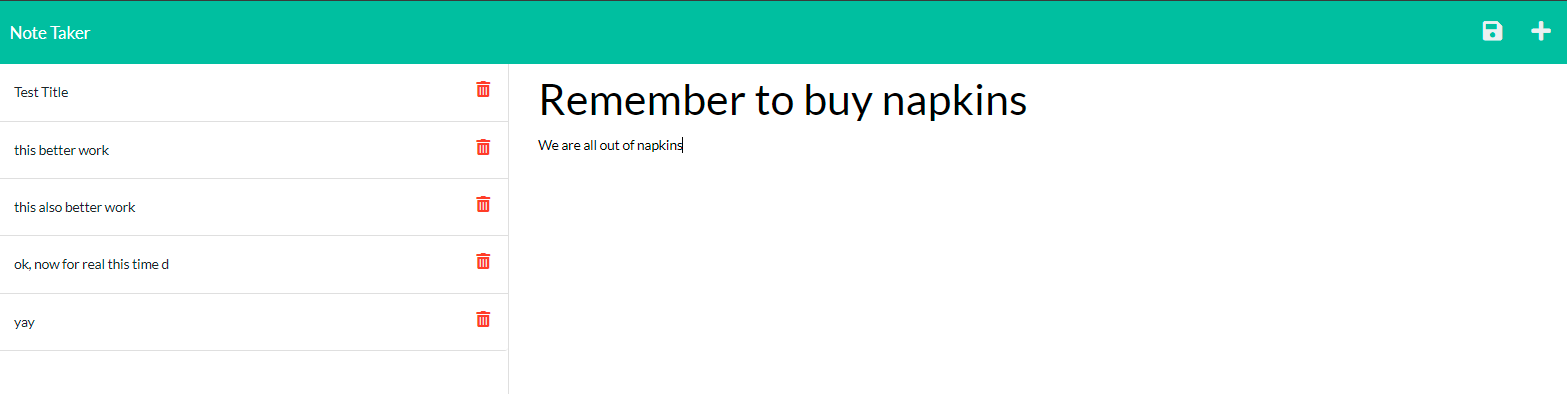 Note Taker
Test Title
this better work
this also better work
ok, now for real this time d
yay
Remember to buy napkins
We are all out of napkins